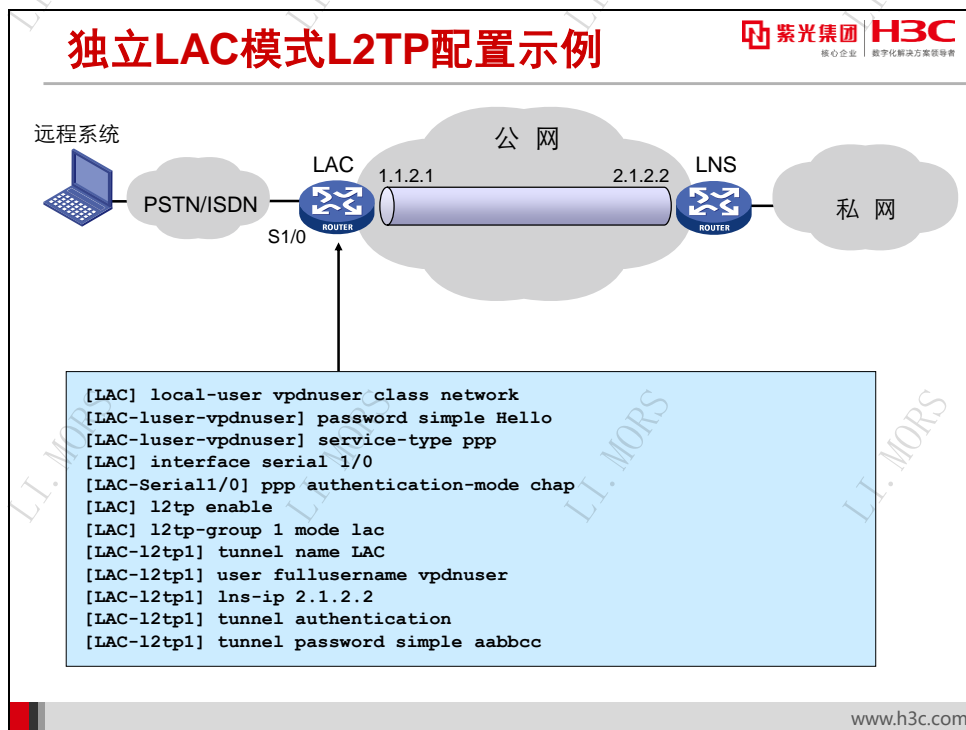 独立LAC模式L2TP配置示例
紫光集团 H3C
核心企业 数字化解决方案领导者
远程系统
公 网
LAC
LNS
1.1.2.1
2.1.2.2
PSTN/ISDN
私 网
ROUTER
ROUTER
S1/0
[LAC] local-user vpdnuser class network
[LAC-luser-vpdnuser] password simple Hello
[LAC-luser-vpdnuser] service-type ppp
[LAC] interface serial 1/0
[LAC-Serial1/0] ppp authentication-mode chap
[LAC] l2tp enable
[LAC] l2tp-group 1 mode lac
[LAC-l2tp1] tunnel name LAC
[LAC-l2tp1] user fullusername vpdnuser
[LAC-l2tp1] lns-ip 2.1.2.2
[LAC-l2tp1] tunnel authentication
[LAC-l2tp1] tunnel password simple aabbcc
LI. MORS
LI. MORS
LI. MORS
www.h3c.com